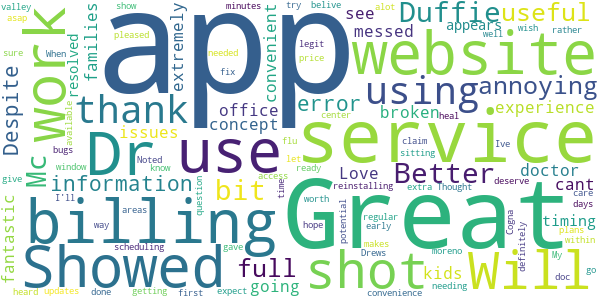 valley
asap
When
pleased
minutes
show
try
belive
alot
sure
needed
legit
price
fix
app
Duffie
see
messed
appears
useful
well
wish
rather
families
resolved
extremely
convenient
Despite
work
website
using
annoying
thank
office
concept
error
broken
experience
Mc
Dr
use
service
issues
center
claim
heal
sitting
Ive
available
bugs
window
Noted
know
flu
let
ready
access
information
bit
Love
Better
doctor
cant
reinstalling
give
I'll
billing
Great
extra
Thought
deserve
timing
fantastic
way
areas
question
time
worth
hope
potential
regular
early
Cogna
care
days
plans
within
scheduling
Showed
full
shot
Will
makes
Drews
kids
moreno
definitely
My
doc
go
heard
updates
done
getting
first
gave
going
expect
convenience
needing